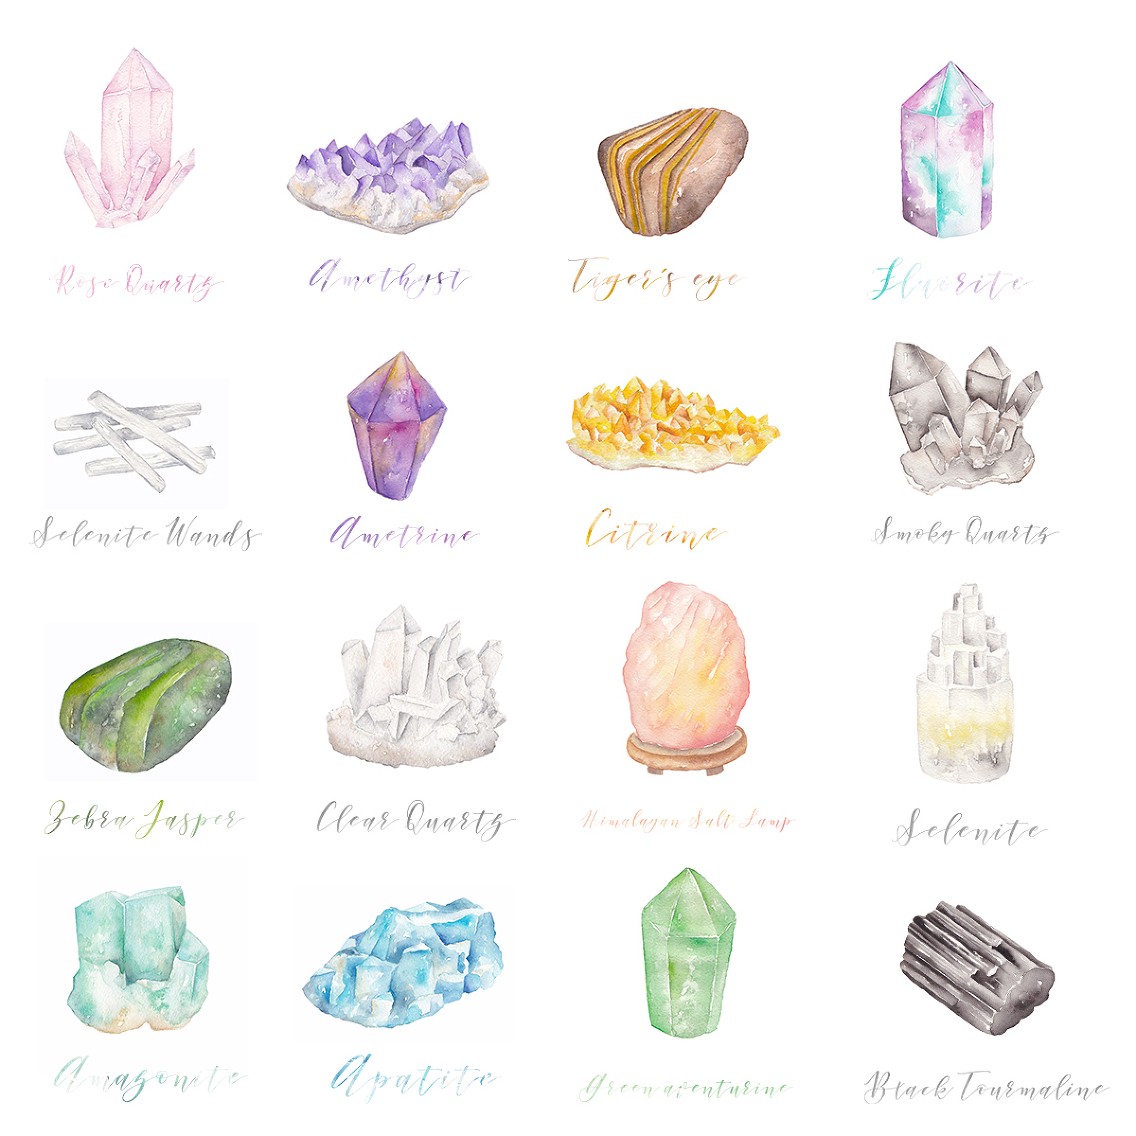 Rose Quartz
Amethyst
Tiger's eye
Fluorite
Selenite Wands
Ametrine
Citrine
Smoky Quartz
Zebra Jasper
Clear Quartz
Himalayan Salt Lamp
Selenite
Amazonite
Apatite
Green aventurine
Black Tourmaline